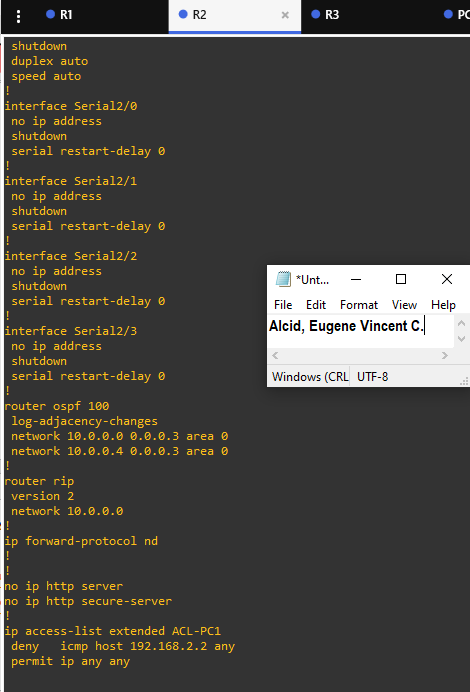 R1 R2 × R3 PC
 shutdown
 duplex auto
 speed auto
!
interface Serial2/0
 no ip address
 shutdown
 serial restart-delay 0
!
interface Serial2/1
 no ip address
 shutdown
 serial restart-delay 0
!
interface Serial2/2
 no ip address
 shutdown
 serial restart-delay 0
!
interface Serial2/3
 no ip address
 shutdown
 serial restart-delay 0
!
router ospf 100
 log-adjacency-changes
 network 10.0.0.0 0.0.0.3 area 0
 network 10.0.0.4 0.0.0.3 area 0
!
router rip
 version 2
 network 10.0.0.0
!
ip forward-protocol nd
!
!
no ip http server
no ip http secure-server
!
ip access-list extended ACL-PC1
 deny   icmp host 192.168.2.2 any
 permit ip any any
*Unt...
File Edit Format View Help
Alcid, Eugene Vincent C.
Windows (CRL UTF-8